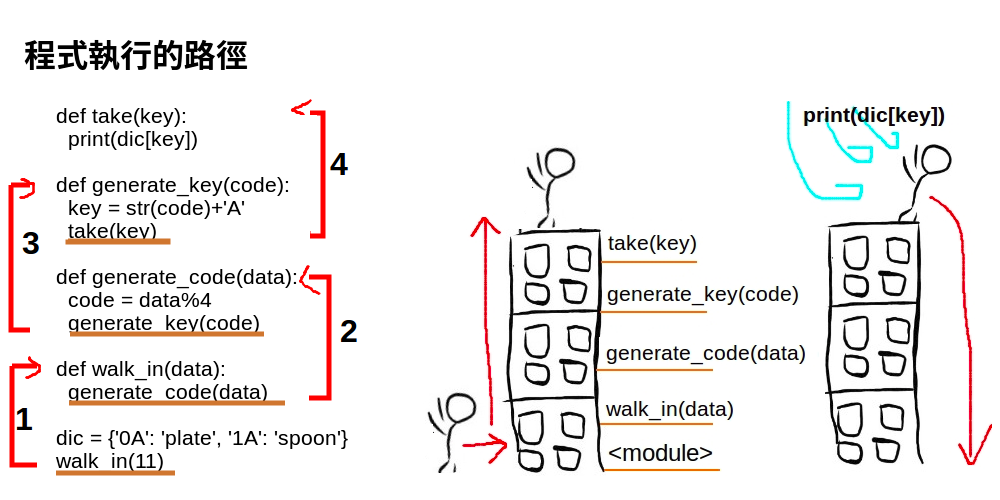 程式執行的路徑
def take(key):
print(dic[key])
def generate_key(code):
key = str(code)+'A'
take(key)
def generate_code(data):
code = data%4
generate_key(code)
def walk_in(data):
generate_code(data)
dic = {'0A': 'plate', '1A': 'spoon'}
walk_in(11)
4
3
2
1
take(key)
generate_key(code)
generate_code(data)
walk_in(data)
<module>
print(dic[key])